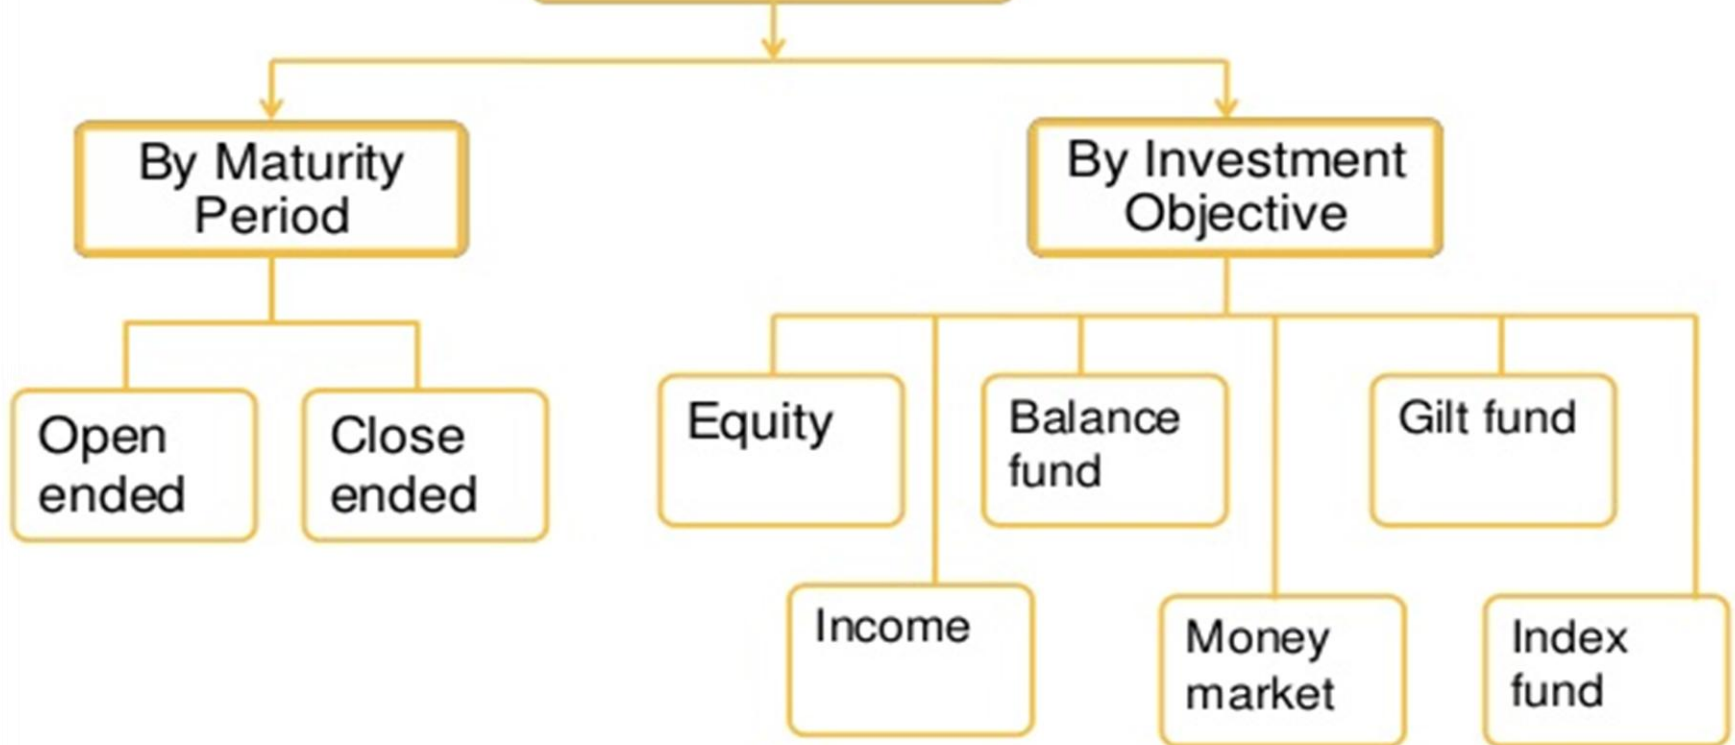 By Maturity
Period
By Investment
Objective
Open
ended
Close
ended
Equity
Balance
fund
Gilt fund
Income
Money
market
Index
fund